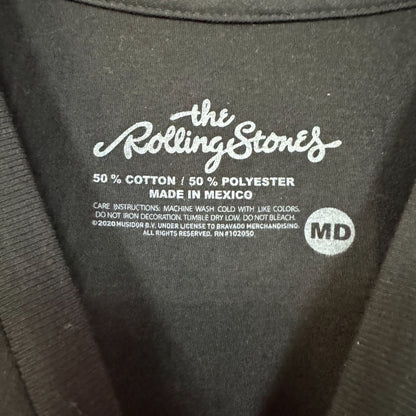 the
Rolling Stones
50 % COTTON / 50 % POLYESTER
MADE IN MEXICO
CARE INSTRUCTIONS: MACHINE WASH COLD WITH LIKE COLORS.
DO NOT IRON DECORATION. TUMBLE DRY LOW. DO NOT BLEACH.
©2020 MUSIDOR B.V. UNDER LICENSE TO BRAVADO MERCHANDISING.
ALL RIGHTS RESERVED. RN#102050
MD